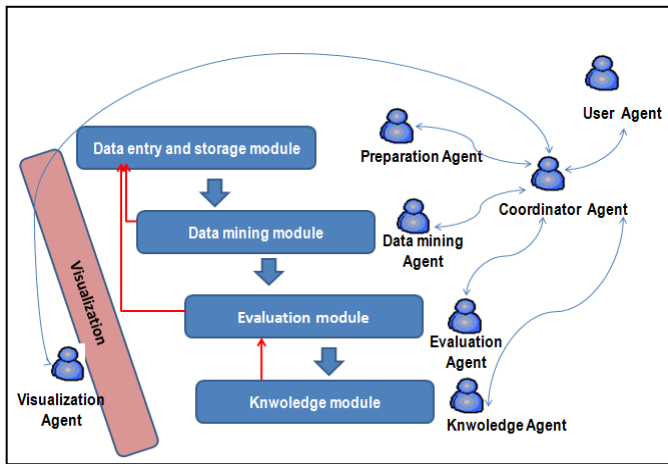 User Agent
Preparation Agent
Data entry and storage module
Coordinator Agent
Data mining module
Data mining
Agent
Visualization
Evaluation module
Evaluation
Agent
Visualization
Agent
Knwoledge module
Knwoledge Agent